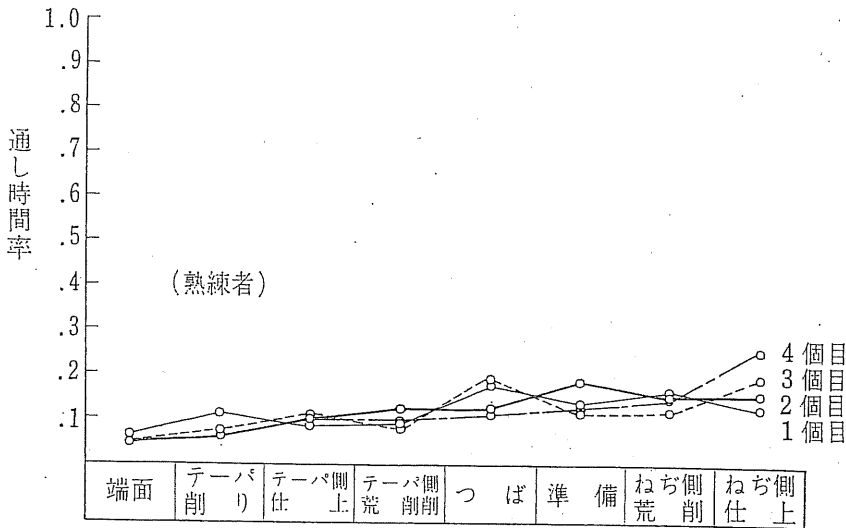 1.0
.9
.8
.7
.6
.5
.4
.3
.2
.1
通し時間率
(熟練者)
4個目
3個目
2個目
1個目
端面
テーパ削り
テーパ側仕上
テーパ側荒削
つば
準備
ねぢ側荒削
ねぢ側仕上